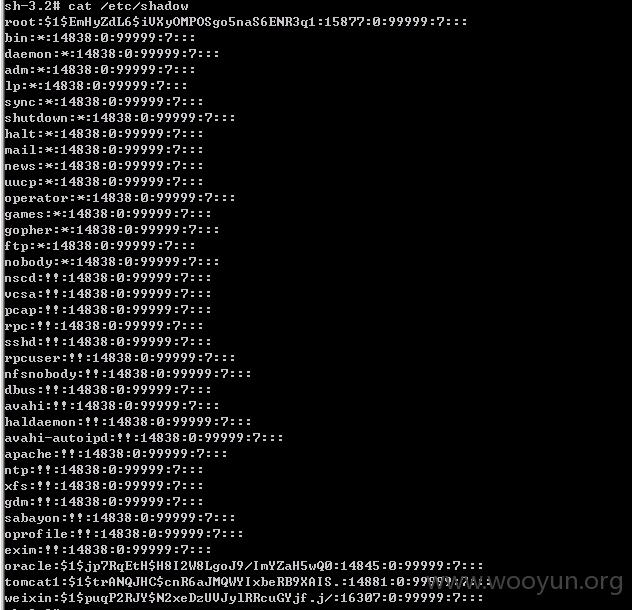 sh-3.2# cat /etc/shadow
root:$1$EmHyZdL6$iVXyOMPOSgo5naS6ENR3q1:15877:0:99999:7:::
bin:*:14838:0:99999:7:::
daemon:*:14838:0:99999:7:::
adm:*:14838:0:99999:7:::
lp:*:14838:0:99999:7:::
sync:*:14838:0:99999:7:::
shutdown:*:14838:0:99999:7:::
halt:*:14838:0:99999:7:::
mail:*:14838:0:99999:7:::
news:*:14838:0:99999:7:::
uucp:*:14838:0:99999:7:::
operator:*:14838:0:99999:7:::
games:*:14838:0:99999:7:::
gopher:*:14838:0:99999:7:::
ftp:*:14838:0:99999:7:::
nobody:*:14838:0:99999:7:::
nscd:!!:14838:0:99999:7:::
vcsa:!!:14838:0:99999:7:::
pcap:!!:14838:0:99999:7:::
rpc:!!:14838:0:99999:7:::
sshd:!!:14838:0:99999:7:::
rpcuser:!!:14838:0:99999:7:::
nfsnobody:!!:14838:0:99999:7:::
dbus:!!:14838:0:99999:7:::
avahi:!!:14838:0:99999:7:::
haldaemon:!!:14838:0:99999:7:::
avahi-autoipd:!!:14838:0:99999:7:::
apache:!!:14838:0:99999:7:::
ntp:!!:14838:0:99999:7:::
xfs:!!:14838:0:99999:7:::
gdm:!!:14838:0:99999:7:::
sabayon:!!:14838:0:99999:7:::
oprofile:!!:14838:0:99999:7:::
exim:!!:14838:0:99999:7:::
oracle:$1$jp7RqEtH$H8I2W8LgoJ9/ImYZaH5wQ0:14845:0:99999:7:::
tomcat1:$1$trANQJHC$cnR6aJMQWYIxbeRB9XAIS.:14881:0:99999:7:::
weixin:$1$puqP2RJY$N2xeDzUVJylRRcuGYjf.j/:16307:0:99999:7:::
www.wooyun.org